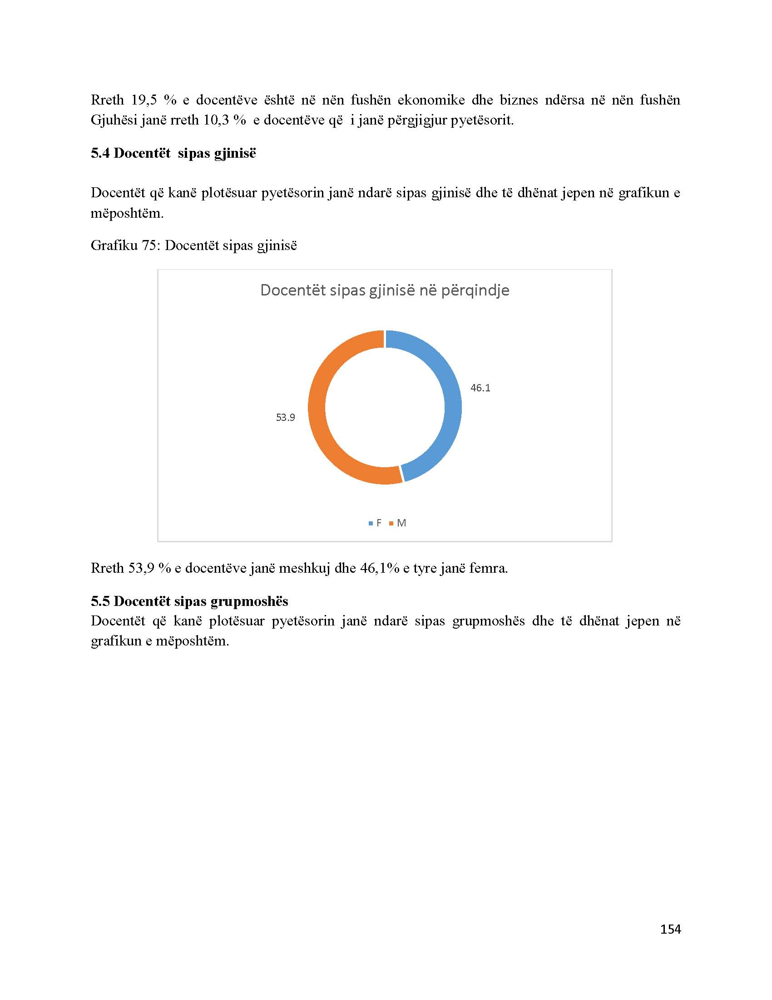 Rreth 19,5 % e docentëve është në nën fushën ekonomike dhe biznes ndërsa në nën fushën
Gjuhësi janë rreth 10,3 % e docentëve që i janë përgjigjur pyetësorit.
5.4 Docentët sipas gjinisë
Docentët që kanë plotësuar pyetësorin janë ndarë sipas gjinisë dhe të dhënat jepen në grafikun e
mëposhtëm.
Grafiku 75: Docentët sipas gjinisë
Docentët sipas gjinisë në përqindje
46.1
53.9
F M
Rreth 53,9 % e docentëve janë meshkuj dhe 46,1% e tyre janë femra.
5.5 Docentët sipas grupmoshës
Docentët që kanë plotësuar pyetësorin janë ndarë sipas grupmoshës dhe të dhënat jepen në
grafikun e mëposhtëm.
154